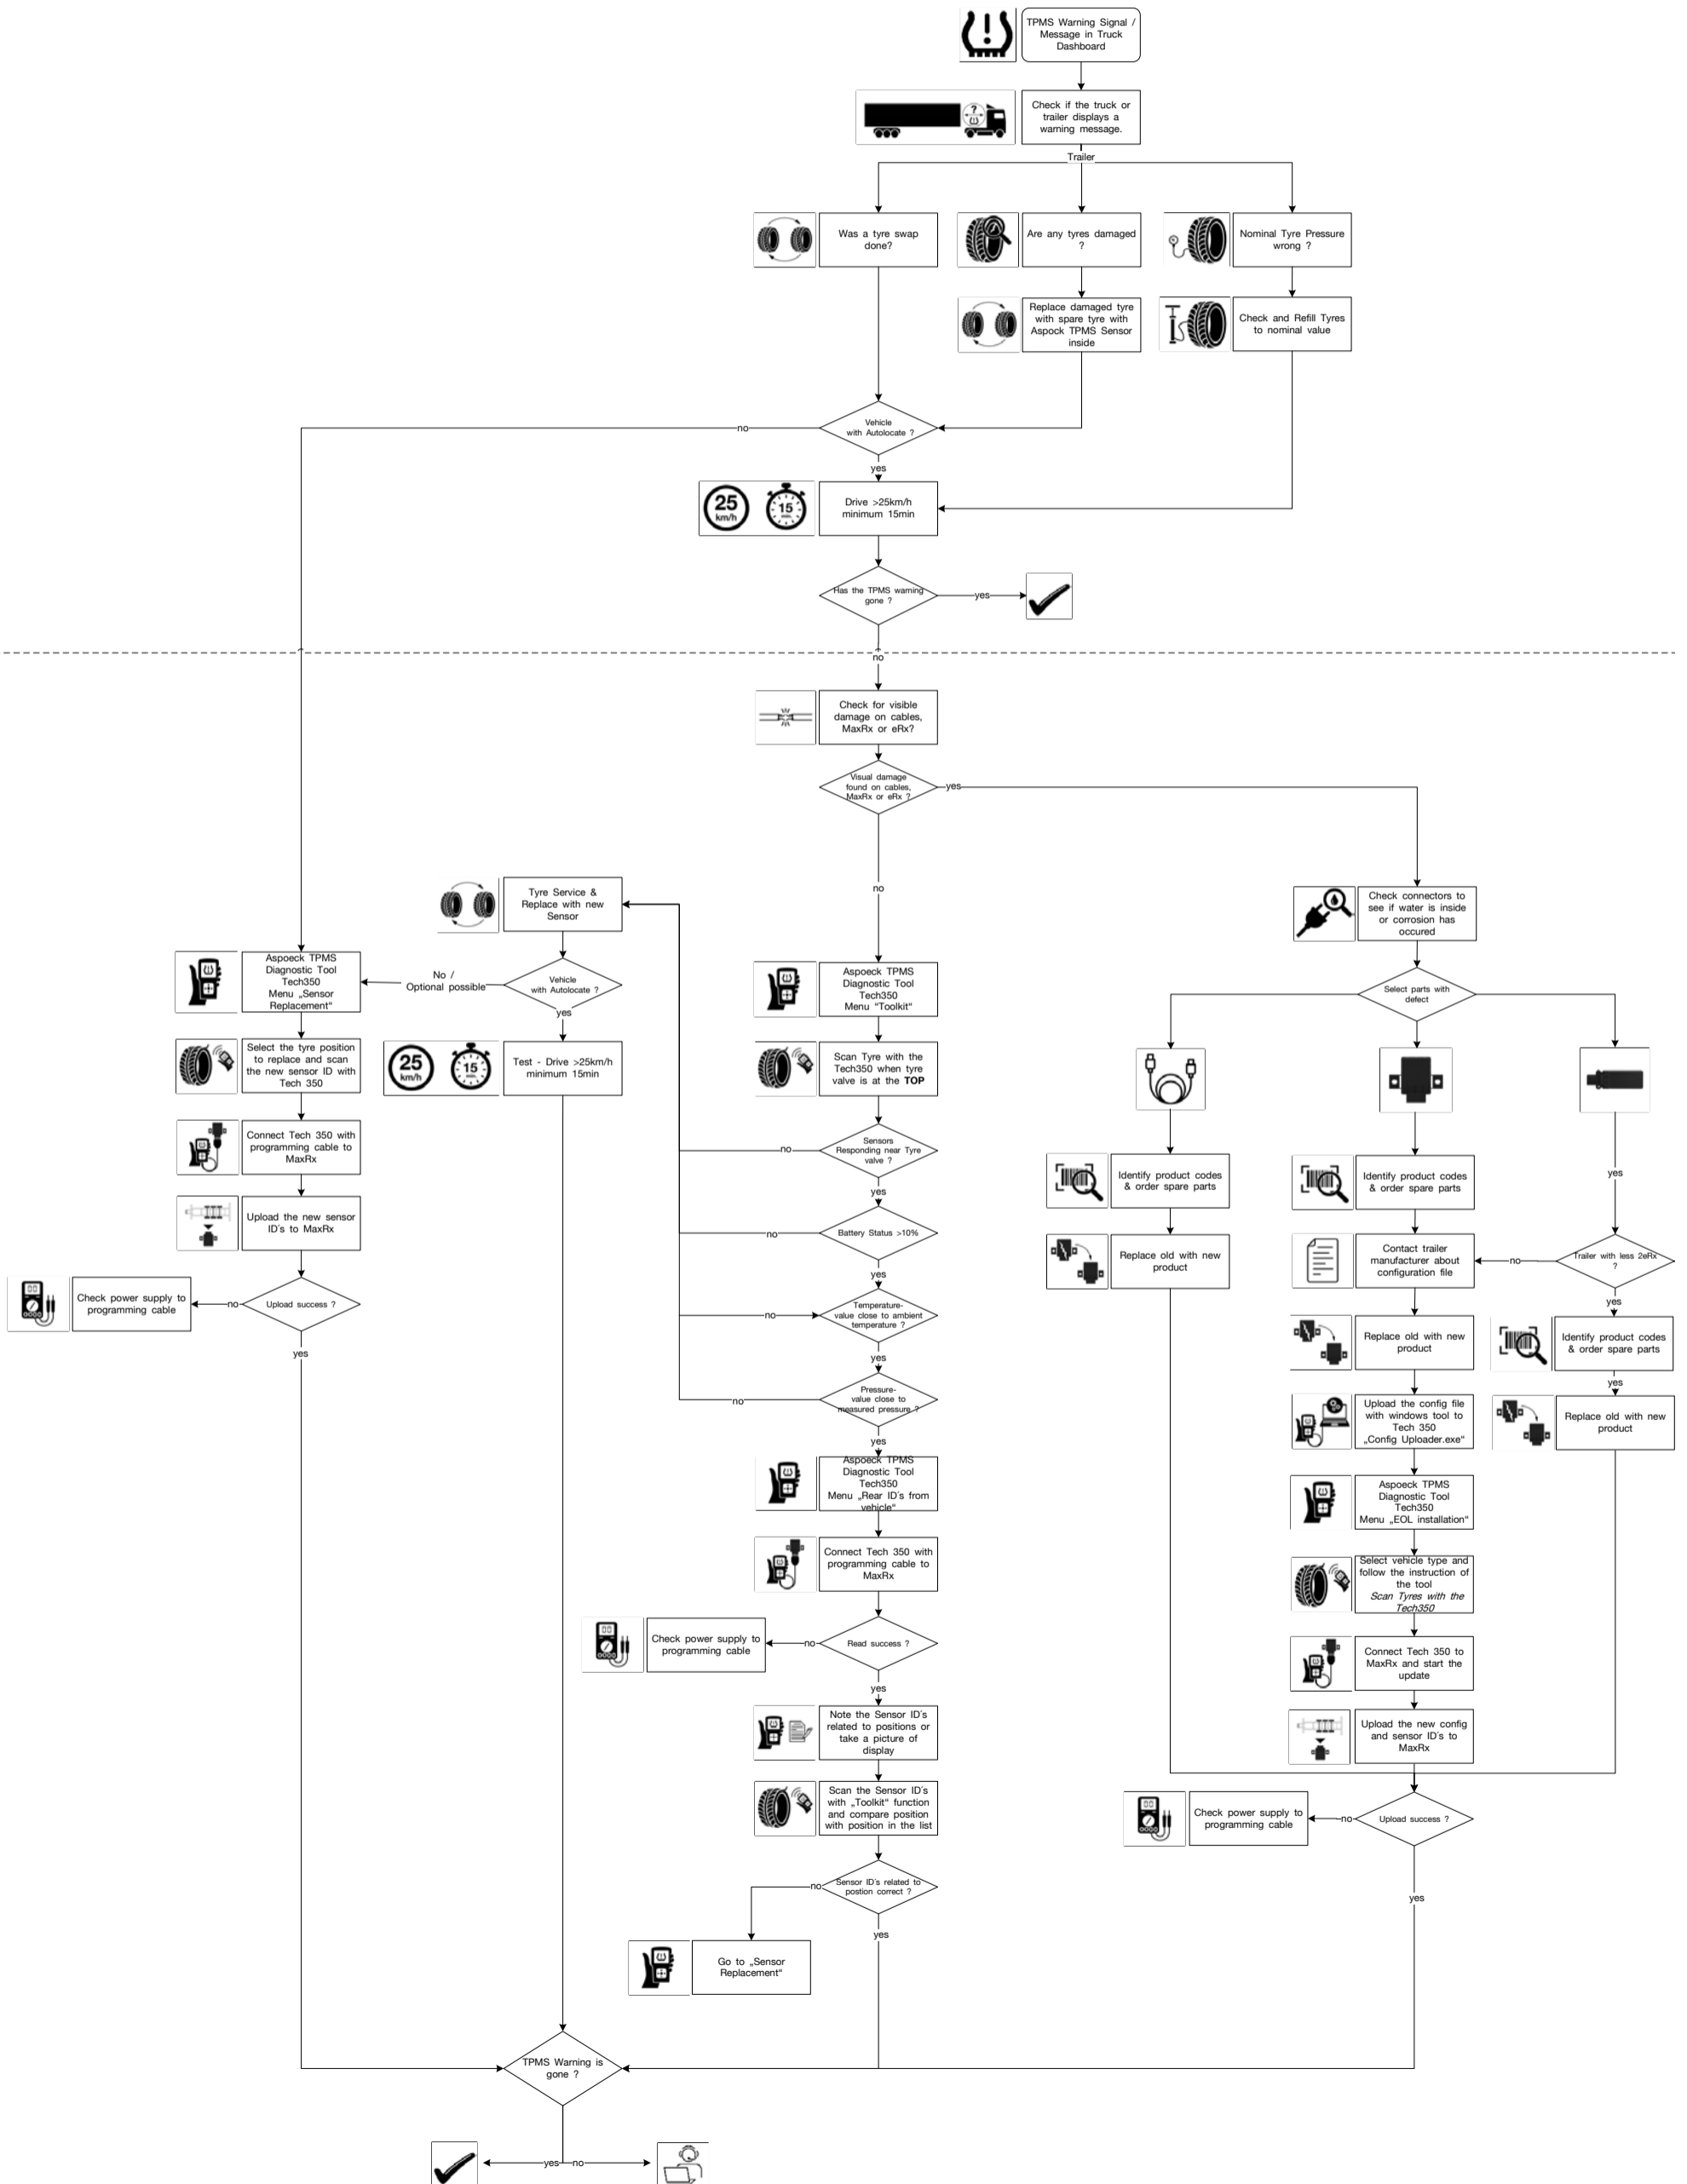 TPMS Warning Signal /
Message in Truck
Dashboard
Check if the truck or
trailer displays a
warning message.
Trailer
Was a tyre swap
done?
Are any tyres damaged
?
Nominal Tyre Pressure
wrong ?
Replace damaged tyre
with spare tyre with
Aspock TPMS Sensor
inside
Check and Refill Tyres
to nominal value
no
Vehicle
with Autolocate ?
yes
25
km/h
15
min.
Drive >25km/h
minimum 15min
Has the TPMS warning
gone ?
yes
no
Check for visible
damage on cables,
MaxRx or eRx?
Visual damage
found on cables,
MaxRx or eRx ?
yes
no
Tyre Service &
Replace with new
Sensor
Check connectors to
see if water is inside
or corrosion has
occured
Aspoeck TPMS
Diagnostic Tool
Tech350
Menu „Sensor
Replacement“
No /
Optional possible
Vehicle
with Autolocate ?
yes
Aspoeck TPMS
Diagnostic Tool
Tech350
Menu “Toolkit“
Select parts with
defect
Select the tyre position
to replace and scan
the new sensor ID with
Tech 350
25
km/h
15
min.
Test - Drive >25km/h
minimum 15min
Scan Tyre with the
Tech350 when tyre
valve is at the TOP
Connect Tech 350 with
programming cable to
MaxRx
no
Sensors
Responding near Tyre
valve ?
yes
Identify product codes
& order spare parts
Identify product codes
& order spare parts
yes
Upload the new sensor
ID´s to MaxRx
no
Battery Status >10%
yes
Replace old with new
product
Contact trailer
manufacturer about
configuration file
no
Trailer with less 2eRx
?
yes
Check power supply to
programming cable
no
Upload success ?
yes
no
Temperature-
value close to ambient
temperature ?
yes
Replace old with new
product
Identify product codes
& order spare parts
yes
no
Pressure-
value close to
measured pressure ?
yes
Upload the config file
with windows tool to
Tech 350
„Config Uploader.exe“
Replace old with new
product
Aspoeck TPMS
Diagnostic Tool
Tech350
Menu „Rear ID´s from
vehicle“
Aspoeck TPMS
Diagnostic Tool
Tech350
Menu „EOL installation“
Connect Tech 350 with
programming cable to
MaxRx
Select vehicle type and
follow the instruction of
the tool
Scan Tyres with the
Tech350
Check power supply to
programming cable
no
Read success ?
yes
Connect Tech 350 to
MaxRx and start the
update
Note the Sensor ID´s
related to positions or
take a picture of
display
Upload the new config
and sensor ID´s to
MaxRx
Scan the Sensor ID´s
with „Toolkit“ function
and compare position
with position in the list
Check power supply to
programming cable
no
Upload success ?
yes
no
Sensor ID´s related to
postion correct ?
yes
Go to „Sensor
Replacement“
TPMS Warning is
gone ?
yes
no